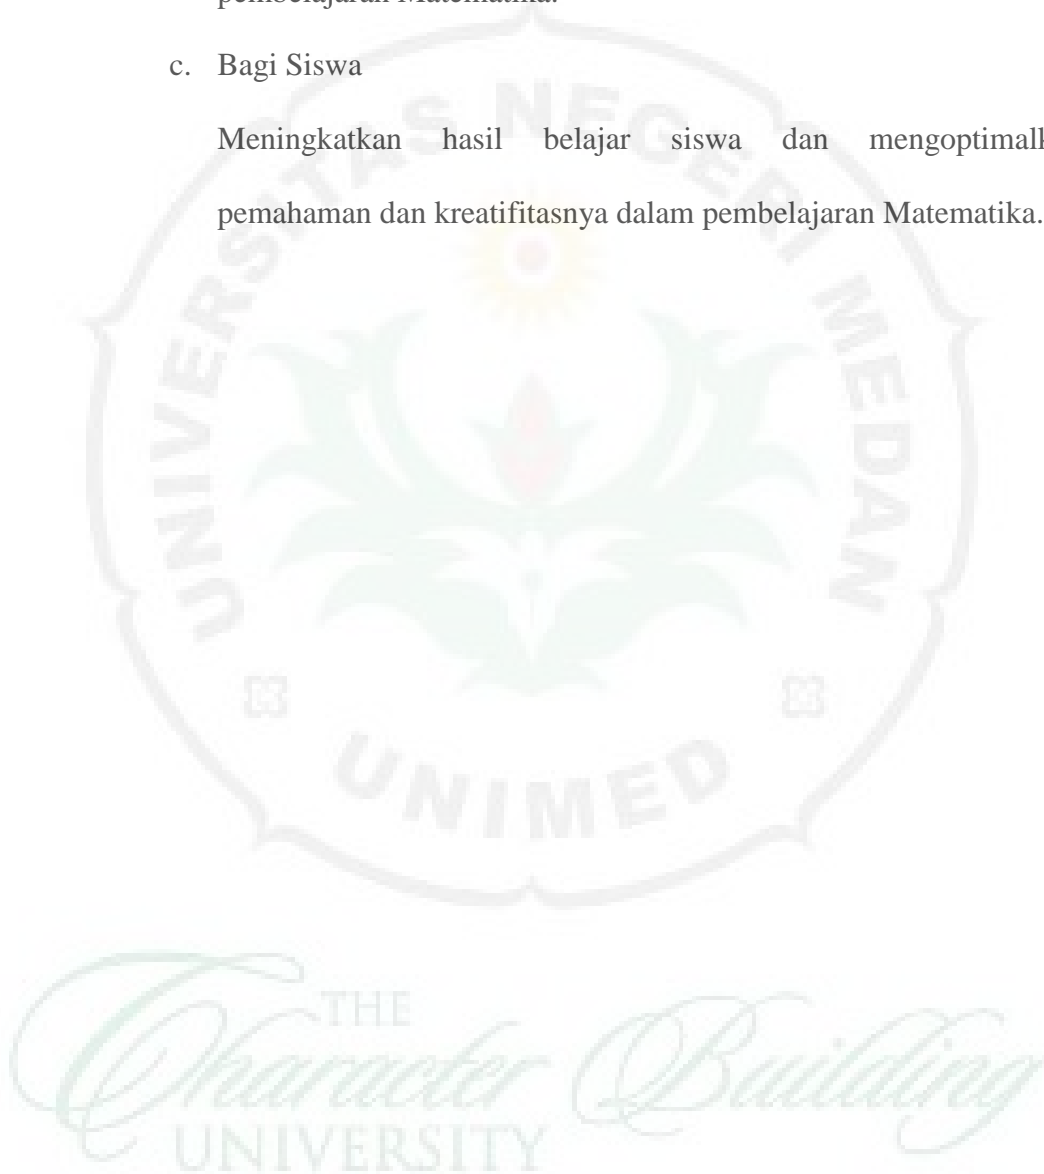 pembelajaran Matematika.
c. Bagi Siswa
Meningkatkan hasil belajar siswa dan mengoptimalk
pemahaman dan kreatifitasnya dalam pembelajaran Matematika.
UNIVERSITAS NEGERI MEDAN
UNIMED
THE
Character Building
UNIVERSITY